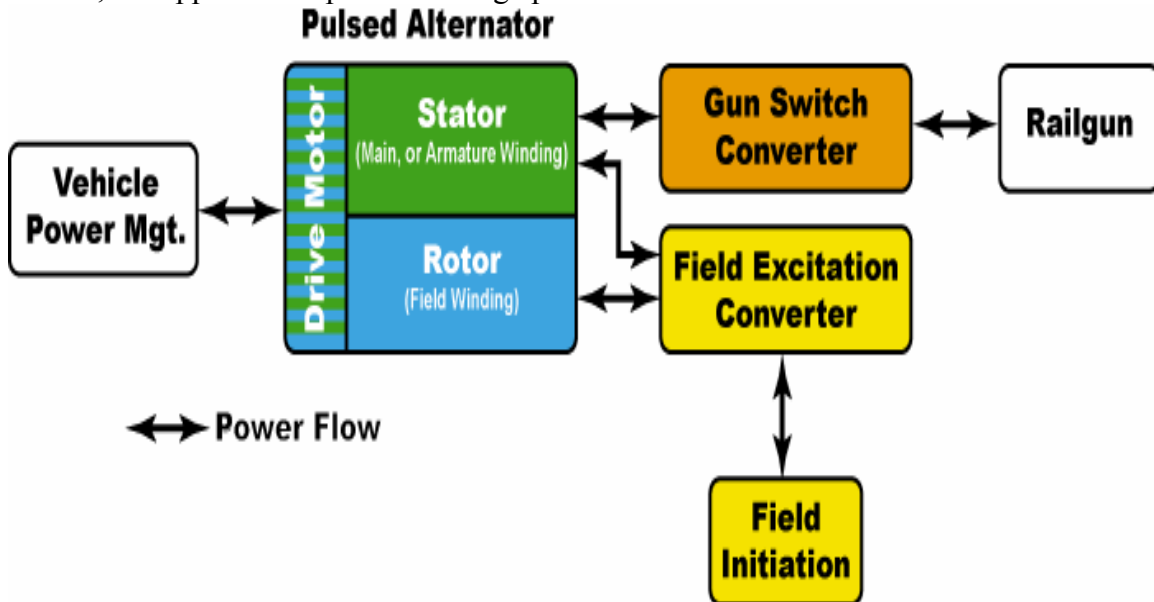 Pulsed Alternator
Drive Motor
Stator
(Main, or Armature Winding)
Rotor
(Field Winding)
Gun Switch
Converter
Railgun
Vehicle
Power Mgt.
Field Excitation
Converter
Power Flow
Field
Initiation